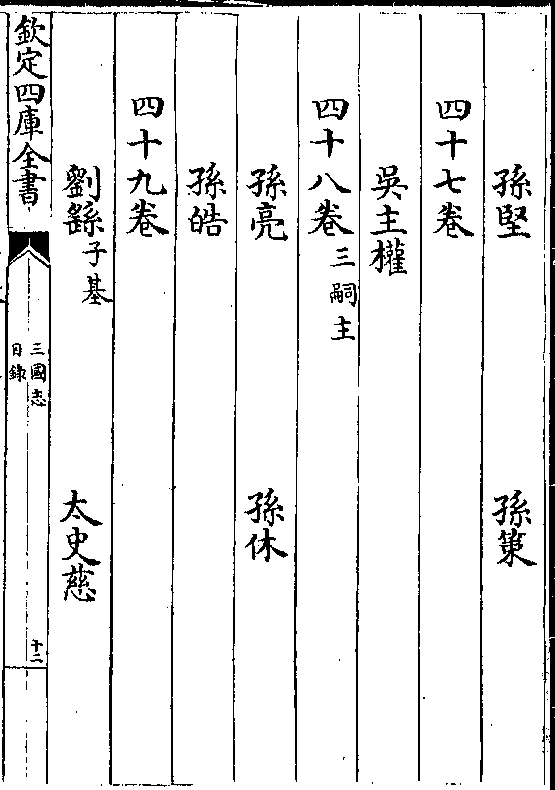 孫堅 孫策
四十七卷
吳主權
四十八卷 三嗣主
孫亮 孫休
孫皓
四十九卷
劉繇 子基 太史慈
欽定四庫全書
三國志
目錄
十二